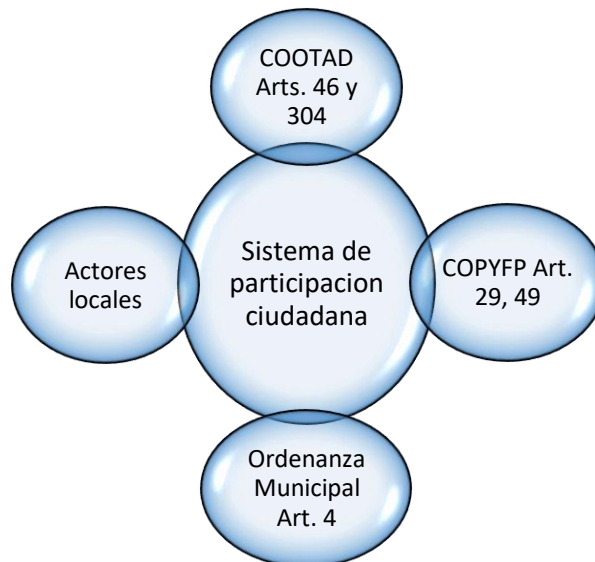 COOTAD
Arts. 46 y
304
Sistema de
participacion
ciudadana
Actores
locales
COPYFP Art.
29, 49
Ordenanza
Municipal
Art. 4